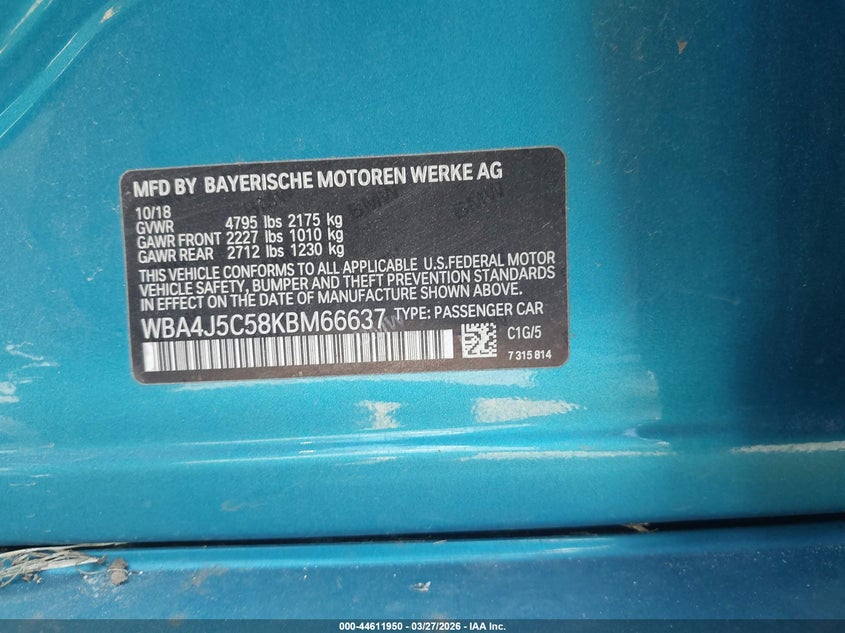 MFD BY BAYERISCHE MOTOREN WERKE AG
10/18
GVWR 4795 lbs 2175 kg
GAWR FRONT 2227 lbs 1010 kg
GAWR REAR 2712 lbs 1230 kg
THIS VEHICLE CONFORMS TO ALL APPLICABLE U.S.FEDERAL MOTOR
VEHICLE SAFETY, BUMPER AND THEFT PREVENTION STANDARDS
IN EFFECT ON THE DATE OF MANUFACTURE SHOWN ABOVE.
WBA4J5C58KBM66637 TYPE: PASSENGER CAR
C1G/5
7 315 814
000-44611950 — 03/27/2026 — IAA Inc.